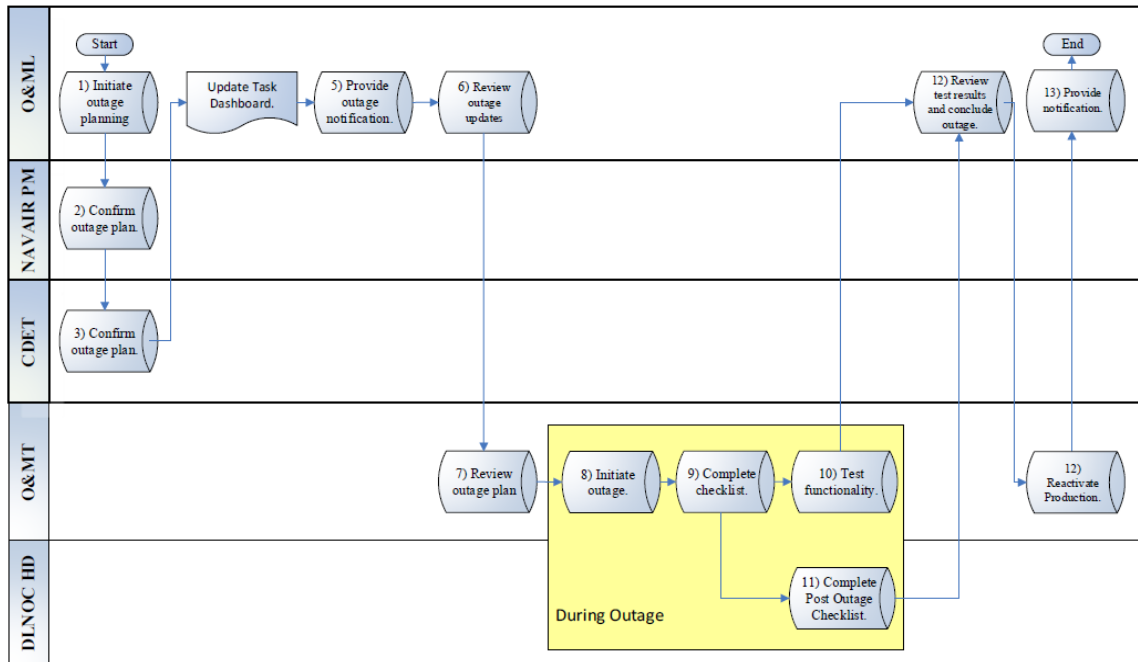 O&ML
Start
1) Initiate
outage
planning
Update Task
Dashboard.
5) Provide
outage
notification.
6) Review
outage
updates
12) Review
test results
and conclude
outage.
End
13) Provide
notification.
NAVAIR PM
2) Confirm
outage plan.
CDET
3) Confirm
outage plan.
O&MT
7) Review
outage plan
8) Initiate
outage.
9) Complete
checklist.
10) Test
functionality.
12)
Reactivate
Production.
DLNOC HD
11) Complete
Post Outage
Checklist.
During Outage